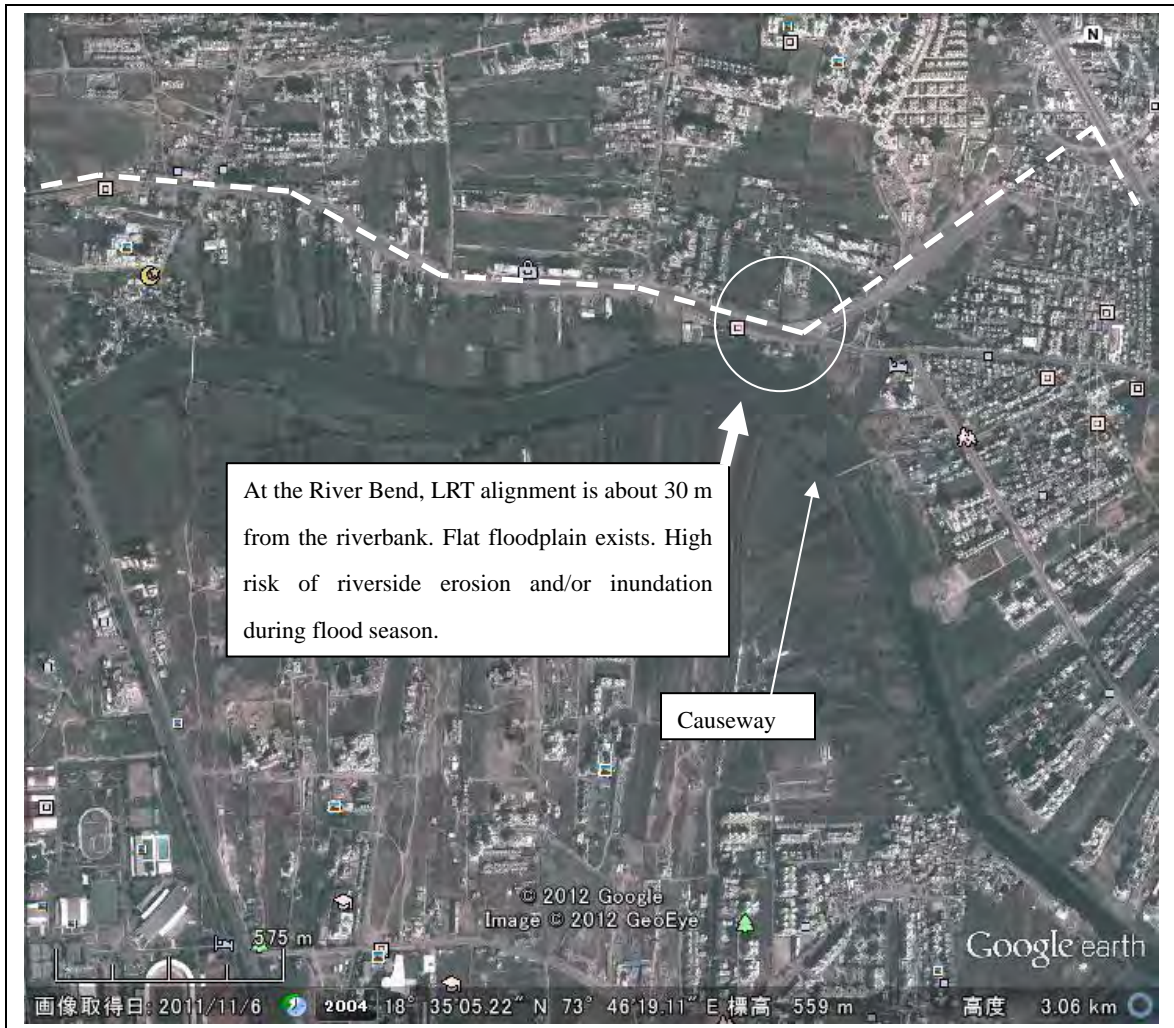 N
At the River Bend, LRT alignment is about 30 m
from the riverbank. Flat floodplain exists. High
risk of riverside erosion and/or inundation
during flood season.
Causeway
© 2012 Google
Image © 2012 GeoEye
575 m
Google earth
画像取得日: 2011/11/6 2004 18° 35'05.22" N 73° 46'19.11" E 標高 559 m 高度 3.06 km